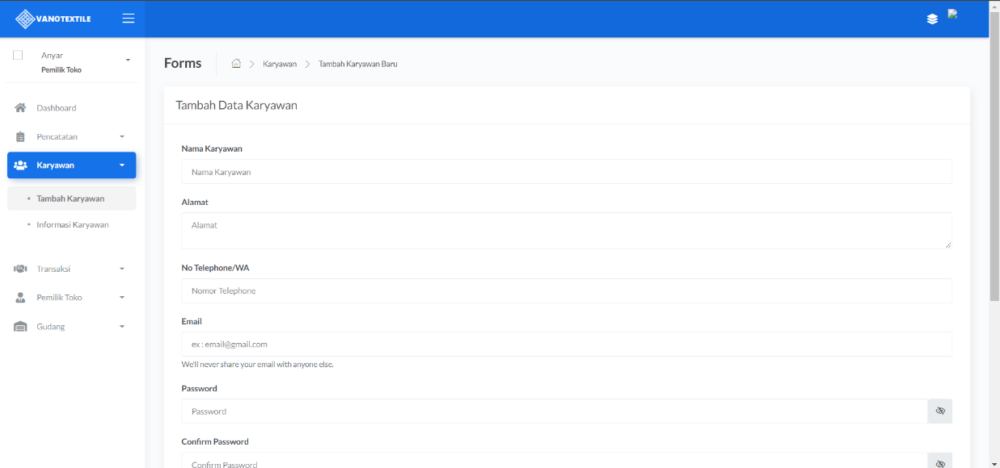 VANOTEXTILE
Anyar
Pemilik Toko
Dashboard
Pencatatan
Karyawan
Tambah Karyawan
Informasi Karyawan
Transaksi
Pemilik Toko
Gudang
Forms
Karyawan
Tambah Karyawan Baru
Tambah Data Karyawan
Nama Karyawan
Nama Karyawan
Alamat
Alamat
No Telephone/WA
Nomor Telephone
Email
ex : email@gmail.com
We'll never share your email with anyone else.
Password
Password
Confirm Password
Confirm Password